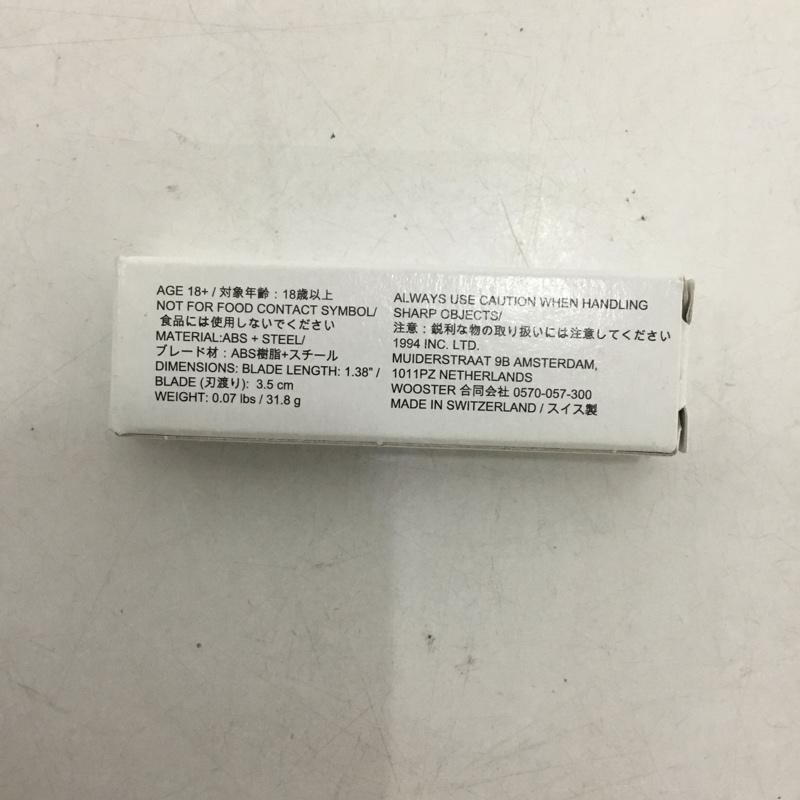 AGE 18+ / 対象年齢：18歳以上
NOT FOR FOOD CONTACT SYMBOL/
食品には使用しないでください
MATERIAL:ABS + STEEL/
ブレード材：ABS樹脂+スチール
DIMENSIONS: BLADE LENGTH: 1.38" /
BLADE (刃渡り): 3.5 cm
WEIGHT: 0.07 lbs / 31.8 g
ALWAYS USE CAUTION WHEN HANDLING
SHARP OBJECTS/
注意：鋭利な物の取り扱いには注意してください
1994 INC. LTD.
MUIDERSTRAAT 9B AMSTERDAM,
1011PZ NETHERLANDS
WOOSTER 合同会社 0570-057-300
MADE IN SWITZERLAND / スイス製